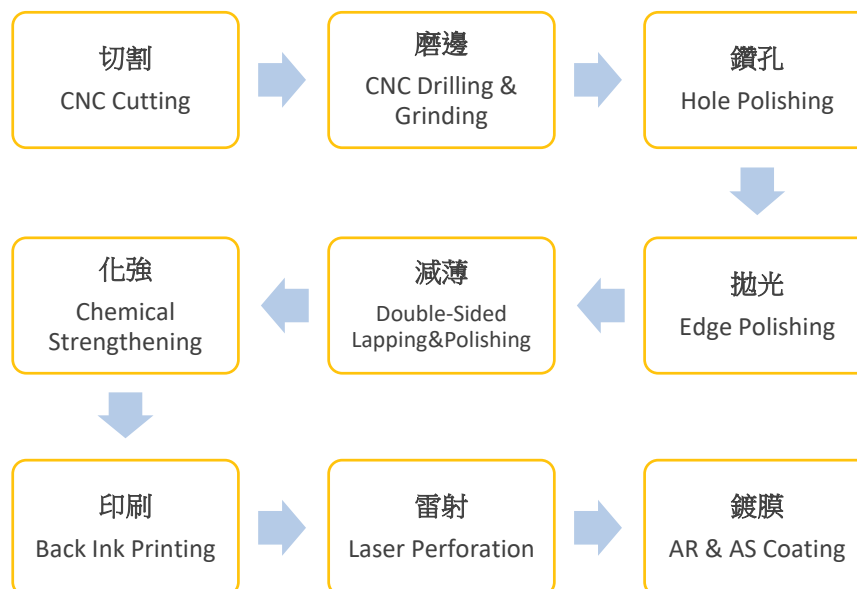 切割
CNC Cutting
磨邊
CNC Drilling &
Grinding
鑽孔
Hole Polishing
拋光
Edge Polishing
減薄
Double-Sided
Lapping&Polishing
化強
Chemical
Strengthening
印刷
Back Ink Printing
雷射
Laser Perforation
鍍膜
AR & AS Coating